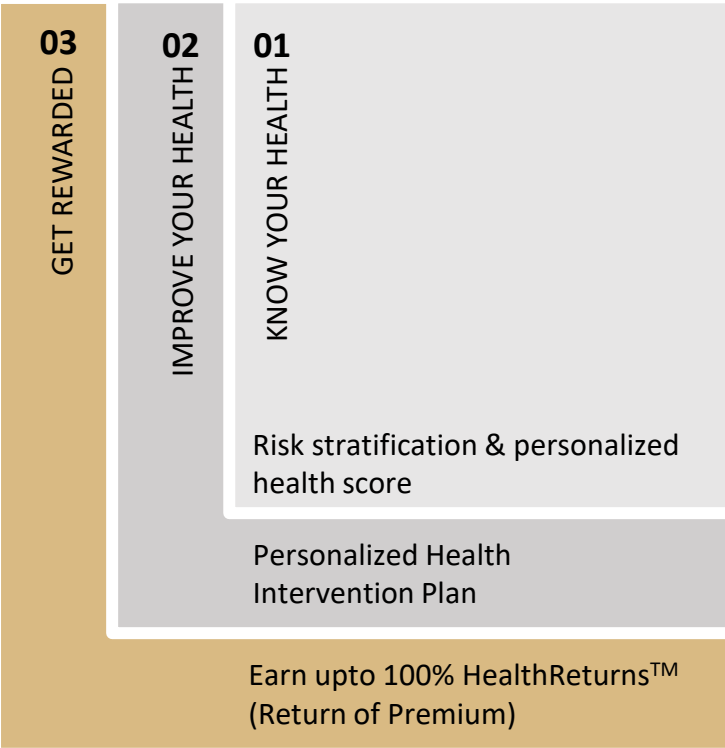 03
GET REWARDED
02
IMPROVE YOUR HEALTH
01
KNOW YOUR HEALTH
Risk stratification & personalized
health score
Personalized Health
Intervention Plan
Earn upto 100% HealthReturns™
(Return of Premium)